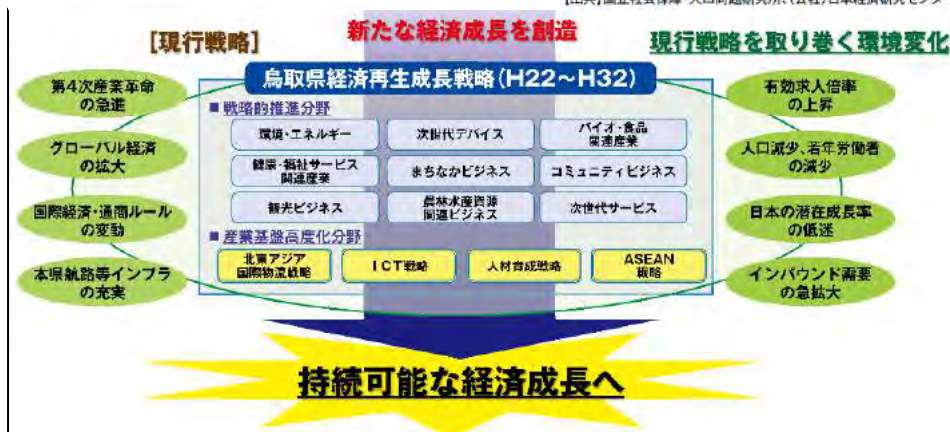 新たな経済成長を創造
[現行戦略]
現行戦略を取り巻く環境変化
鳥取県経済再生成長戦略(H22～H32)
第4次産業革命
の急進
グローバル経済
の拡大
国際経済・通商ルール
の変動
本県航路等インフラ
の充実
■戦略的推進分野
環境・エネルギー
次世代デバイス
バイオ・食品
関連産業
健康・福祉サービス
関連産業
まちなかビジネス
コミュニティビジネス
観光ビジネス
農林水産資源
関連ビジネス
次世代サービス
■産業基盤高度化分野
北東アジア
国際物流戦略
ICT戦略
人材育成戦略
ASEAN
戦略
有効求人倍率
の上昇
人口減少、若年労働者
の減少
日本の潜在成長率
の低迷
インバウンド需要
の急拡大
持続可能な経済成長へ